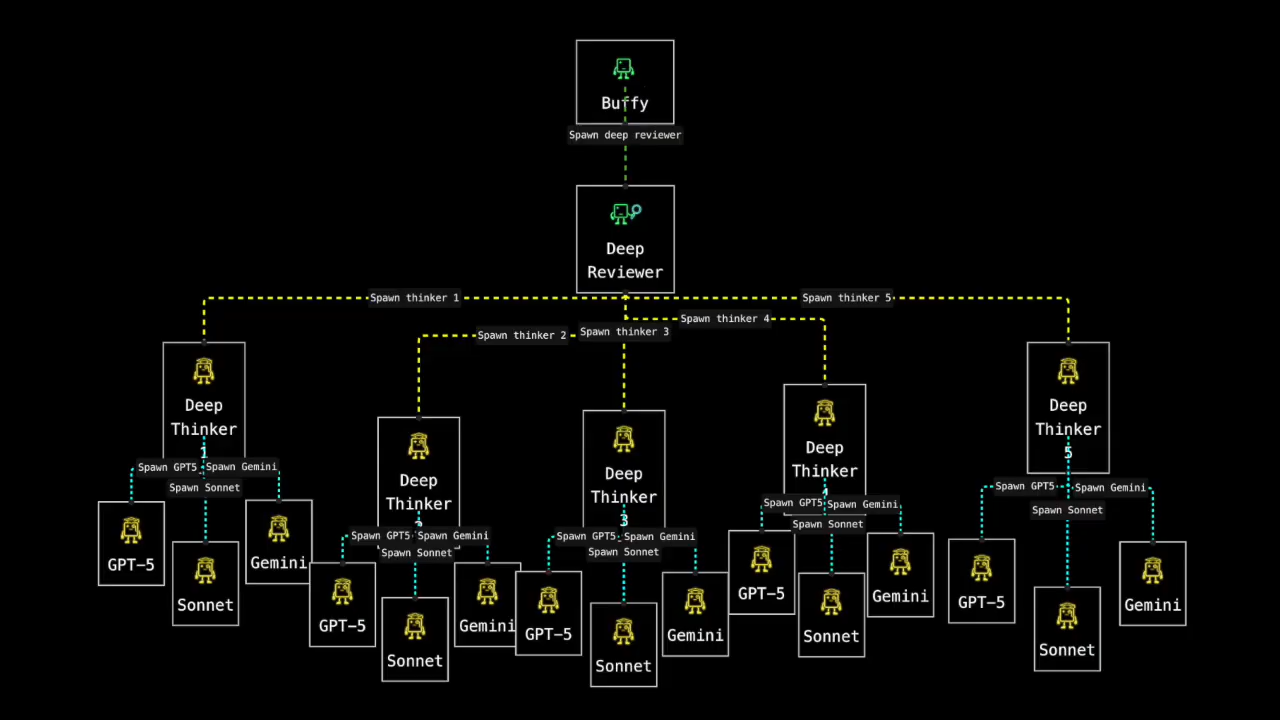 Buffy
Spawn deep reviewer
Deep
Reviewer
Spawn thinker 1
Spawn thinker 5
Spawn thinker 4
Spawn thinker 3
Spawn thinker 2
Deep
Thinker
1
Spawn GPT5
Spawn Gemini
Spawn Sonnet
GPT-5
Sonnet
Gemini
Deep
Thinker
Spawn GPT5
Spawn Gemini
Spawn Sonnet
GPT-5
Sonnet
Gemini
Deep
Thinker
3
Spawn GPT5
Spawn Gemini
Spawn Sonnet
GPT-5
Sonnet
Gemini
Deep
Thinker
Spawn GPT5
Spawn Gemini
Spawn Sonnet
GPT-5
Sonnet
Gemini
Deep
Thinker
5
Spawn GPT5
Spawn Gemini
Spawn Sonnet
GPT-5
Sonnet
Gemini